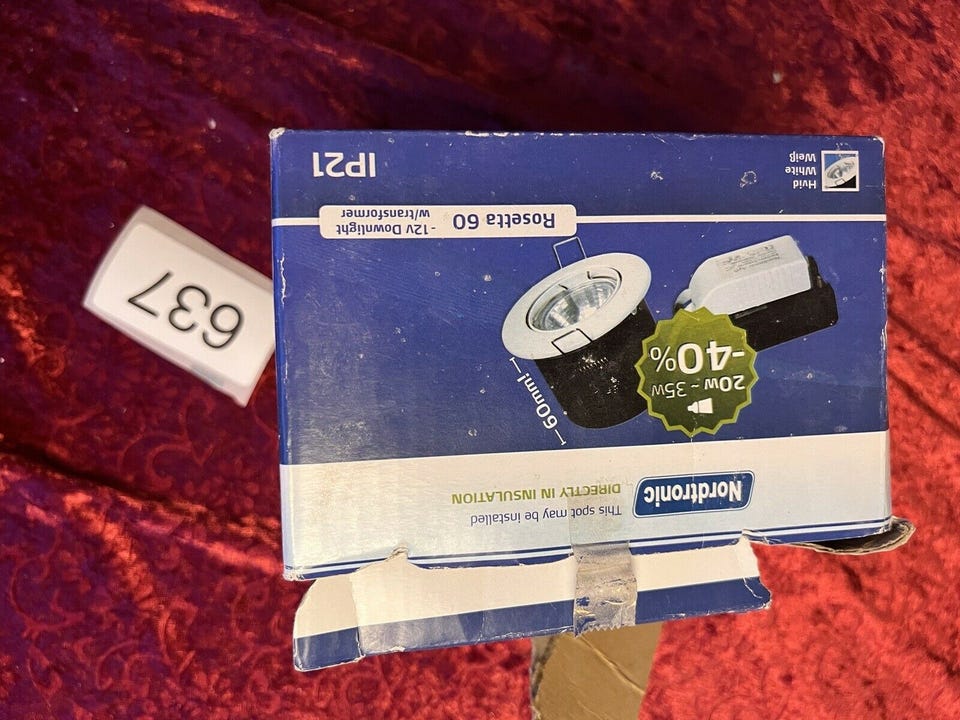 Nordtronic
This spot may be installed
DIRECTLY IN INSULATION
20w ~ 35w
-40%
60mm!
Rosetta 60
-12v Downlight
w/transformer
Hvid
White
Weiß
IP21
637